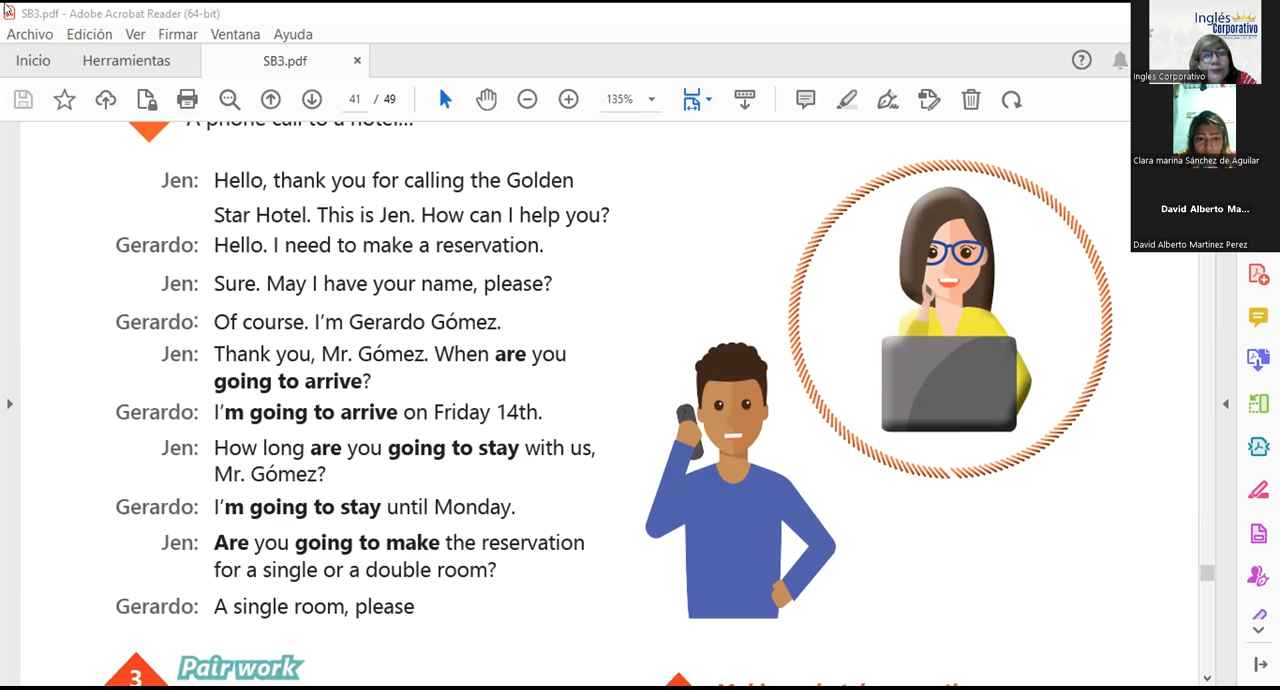 SB3.pdf - Adobe Acrobat Reader (64-bit)
Archivo Edición Ver Firmar Ventana Ayuda
Inicio Herramientas SB3.pdf ×
41 / 49 135%
A phone call to a hotel...
Jen: Hello, thank you for calling the Golden
Star Hotel. This is Jen. How can I help you?
Gerardo: Hello. I need to make a reservation.
Jen: Sure. May I have your name, please?
Gerardo: Of course. I'm Gerardo Gómez.
Jen: Thank you, Mr. Gómez. When are you
going to arrive?
Gerardo: I'm going to arrive on Friday 14th.
Jen: How long are you going to stay with us,
Mr. Gómez?
Gerardo: I'm going to stay until Monday.
Jen: Are you going to make the reservation
for a single or a double room?
Gerardo: A single room, please
3 Pair work
Inglés
Corporativo
Ingles Corporativo
Clara marina Sánchez de Aguilar
David Alberto Ma...
David Alberto Martinez Perez